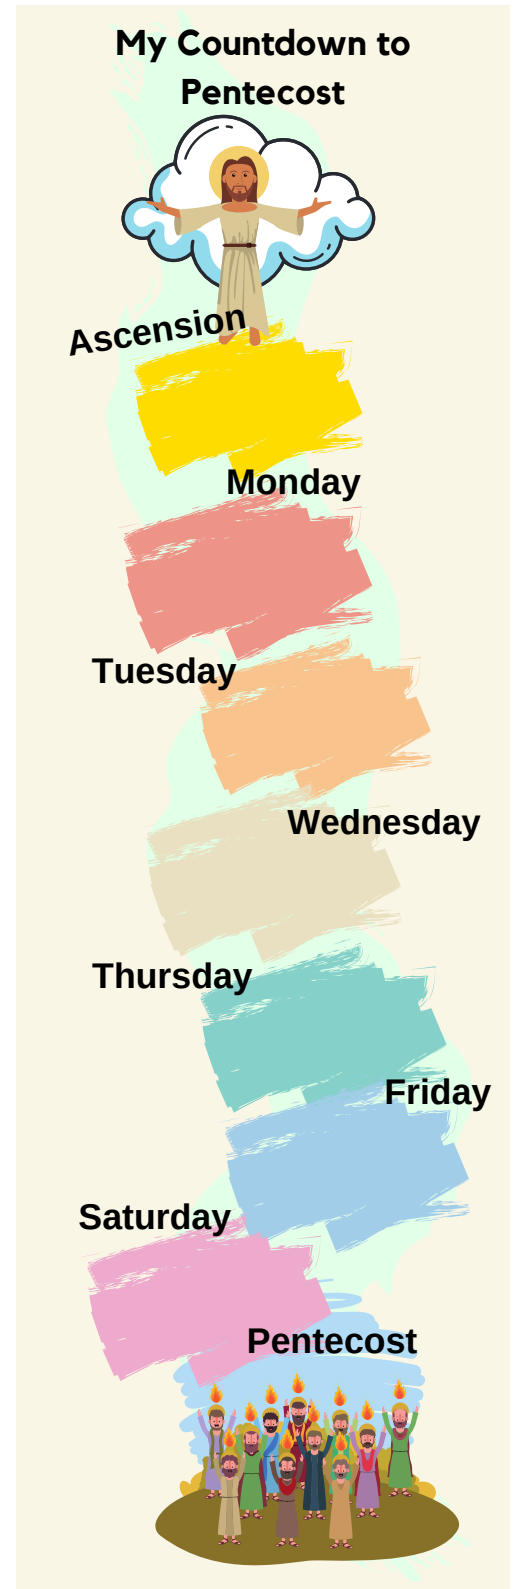 My Countdown to
Pentecost
Ascension
Monday
Tuesday
Wednesday
Thursday
Friday
Saturday
Pentecost